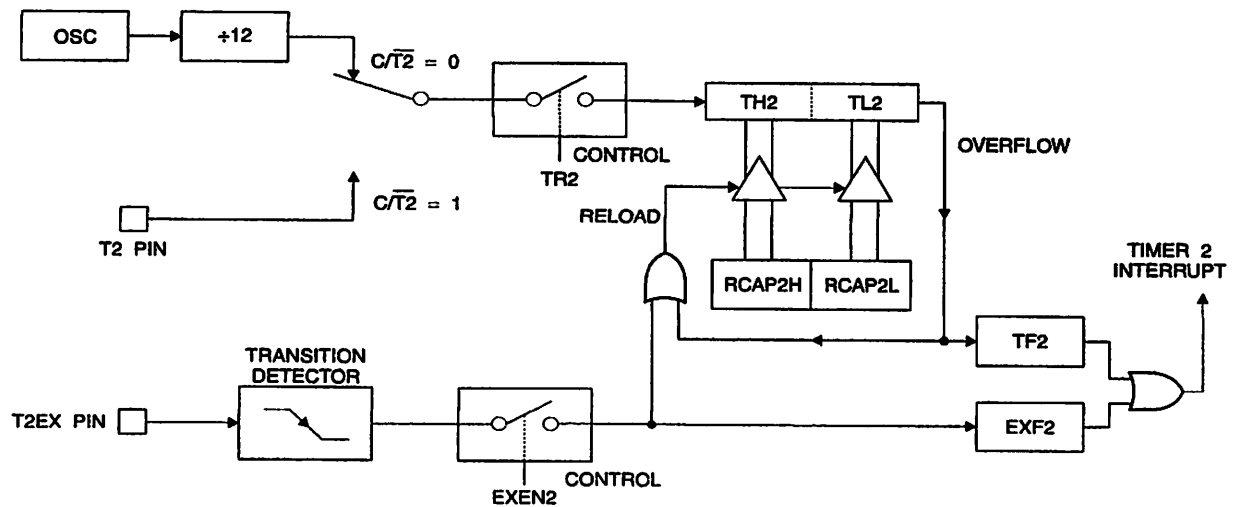 OSC
÷12
C/T2̅ = 0
TH2
TL2
OVERFLOW
CONTROL
TR2
C/T2̅ = 1
T2 PIN
RELOAD
RCAP2H
RCAP2L
TIMER 2
INTERRUPT
TRANSITION
DETECTOR
TF2
T2EX PIN
EXF2
CONTROL
EXEN2